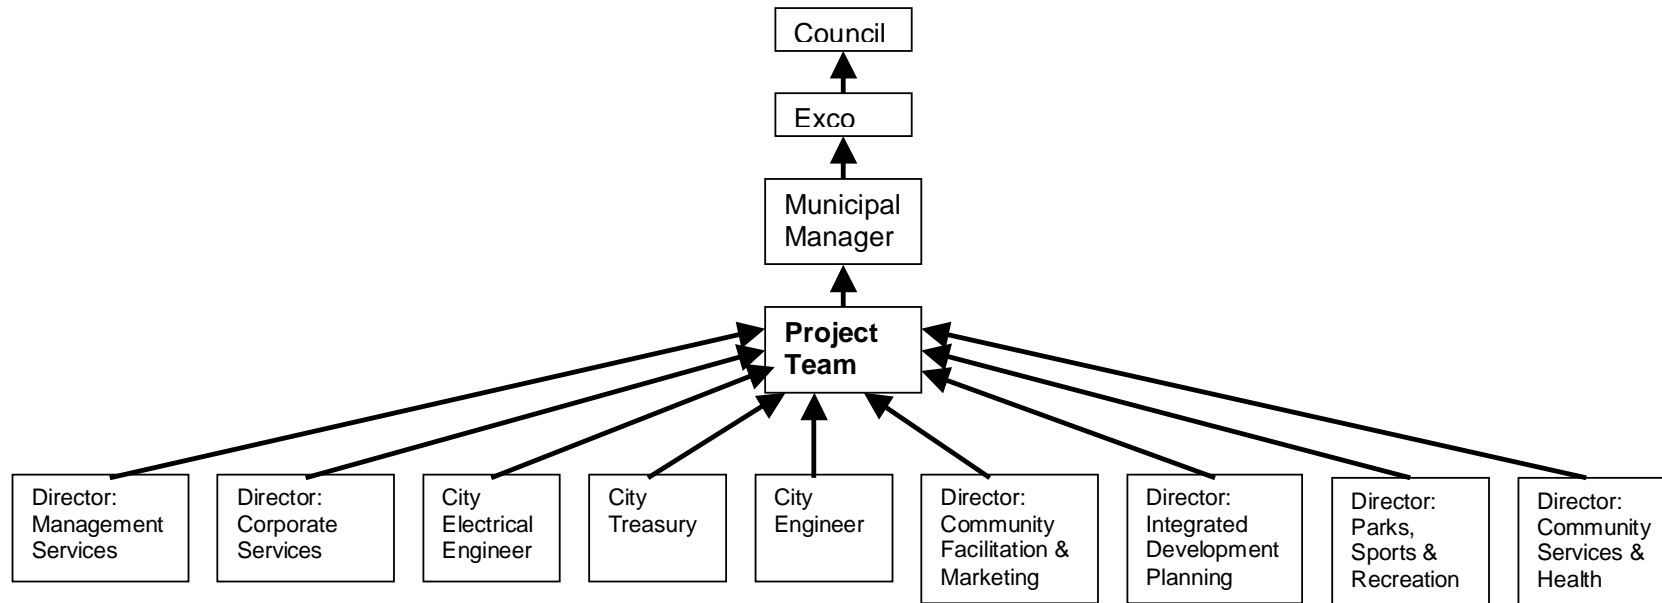 Council
Exco
Municipal
Manager
Project
Team
Director:
Management
Services
Director:
Corporate
Services
City
Electrical
Engineer
City
Treasury
City
Engineer
Director:
Community
Facilitation &
Marketing
Director:
Integrated
Development
Planning
Director:
Parks,
Sports &
Recreation
Director:
Community
Services &
Health